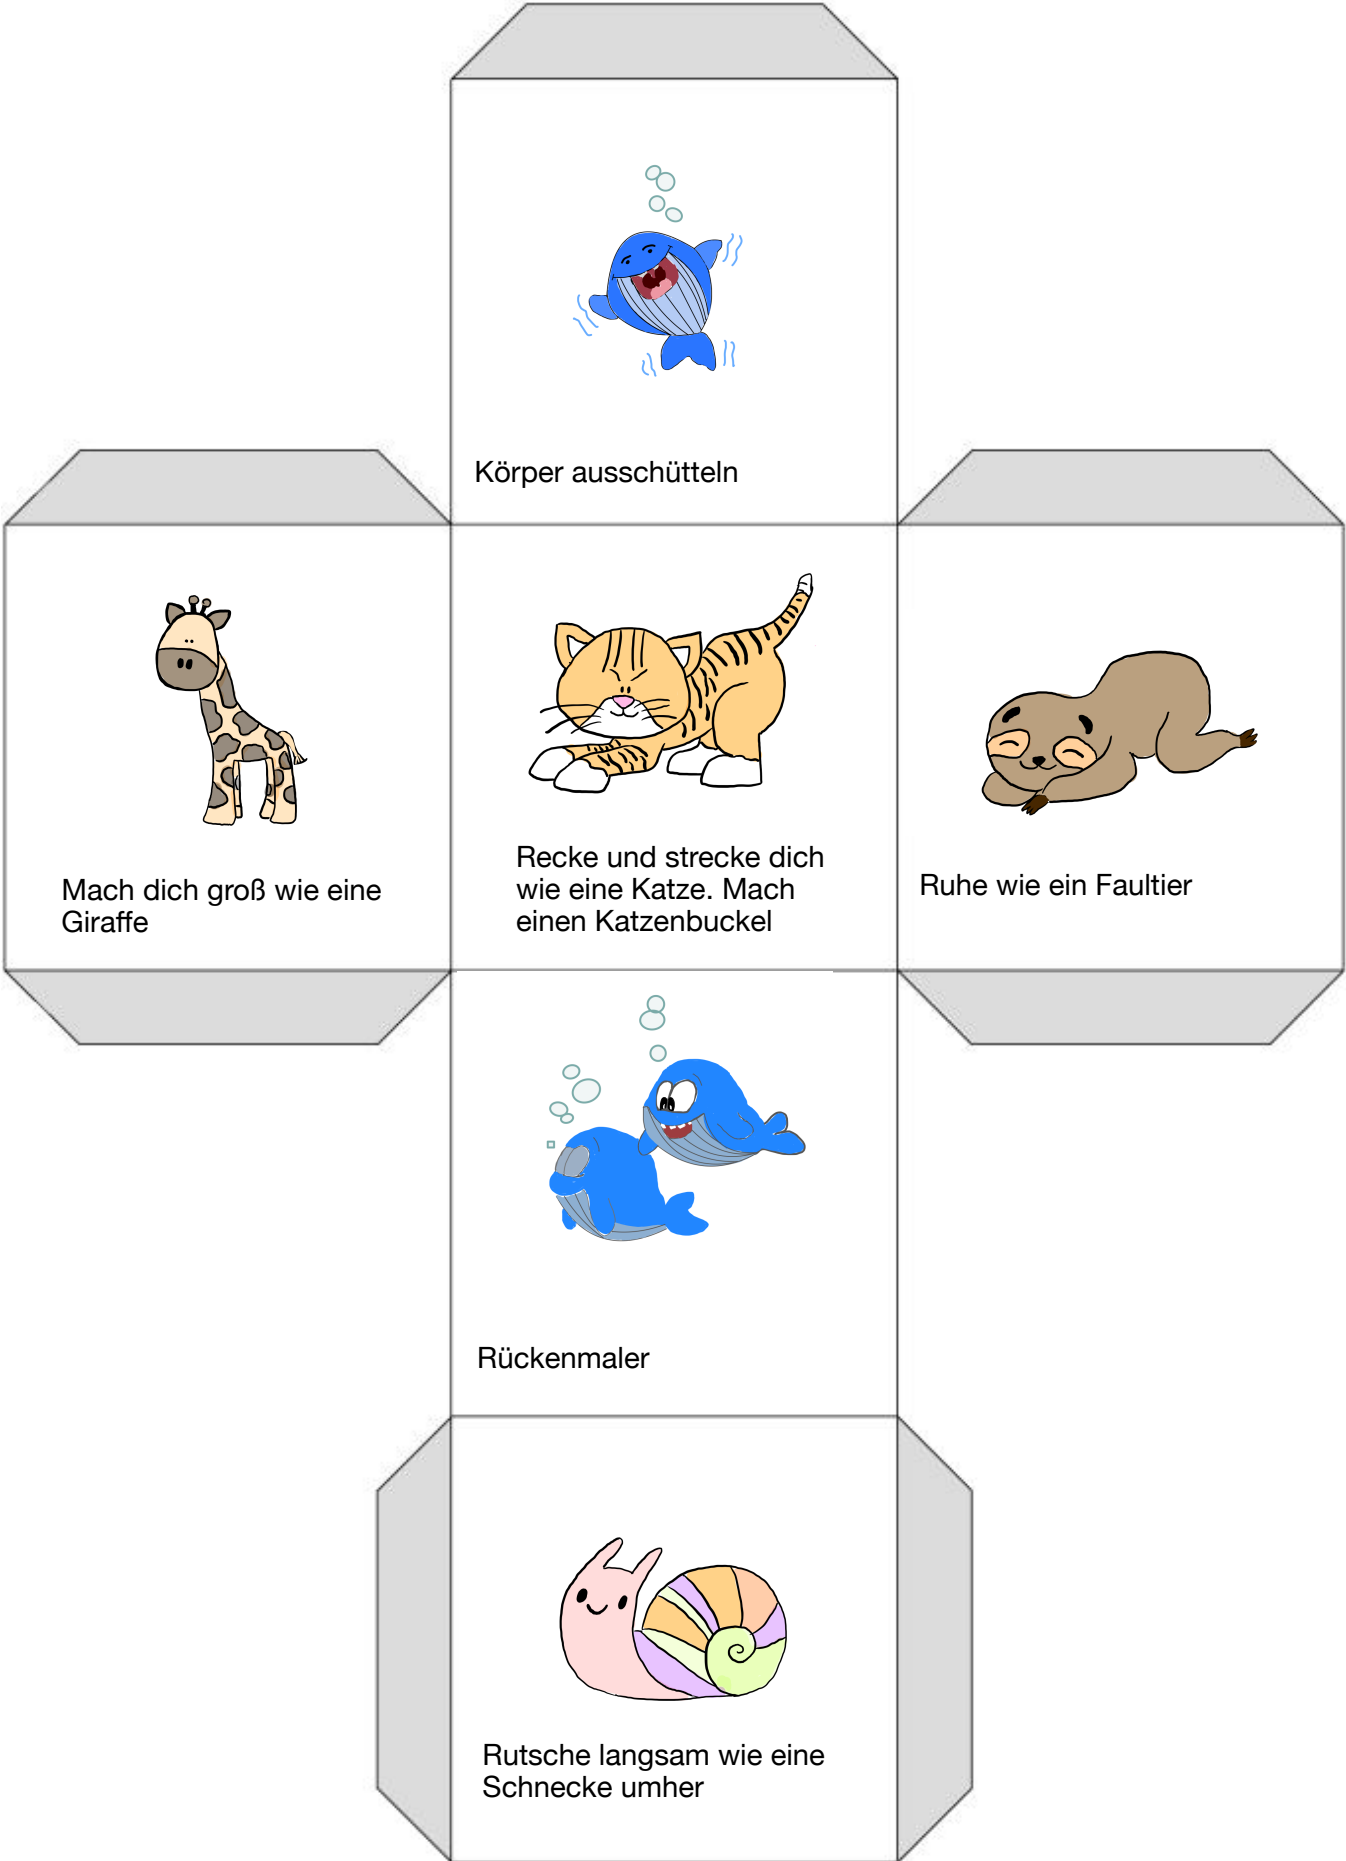 Körper ausschütteln
Mach dich groß wie eine
Giraffe
Recke und strecke dich
wie eine Katze. Mach
einen Katzenbuckel
Ruhe wie ein Faultier
Rückenmaler
Rutsche langsam wie eine
Schnecke umher